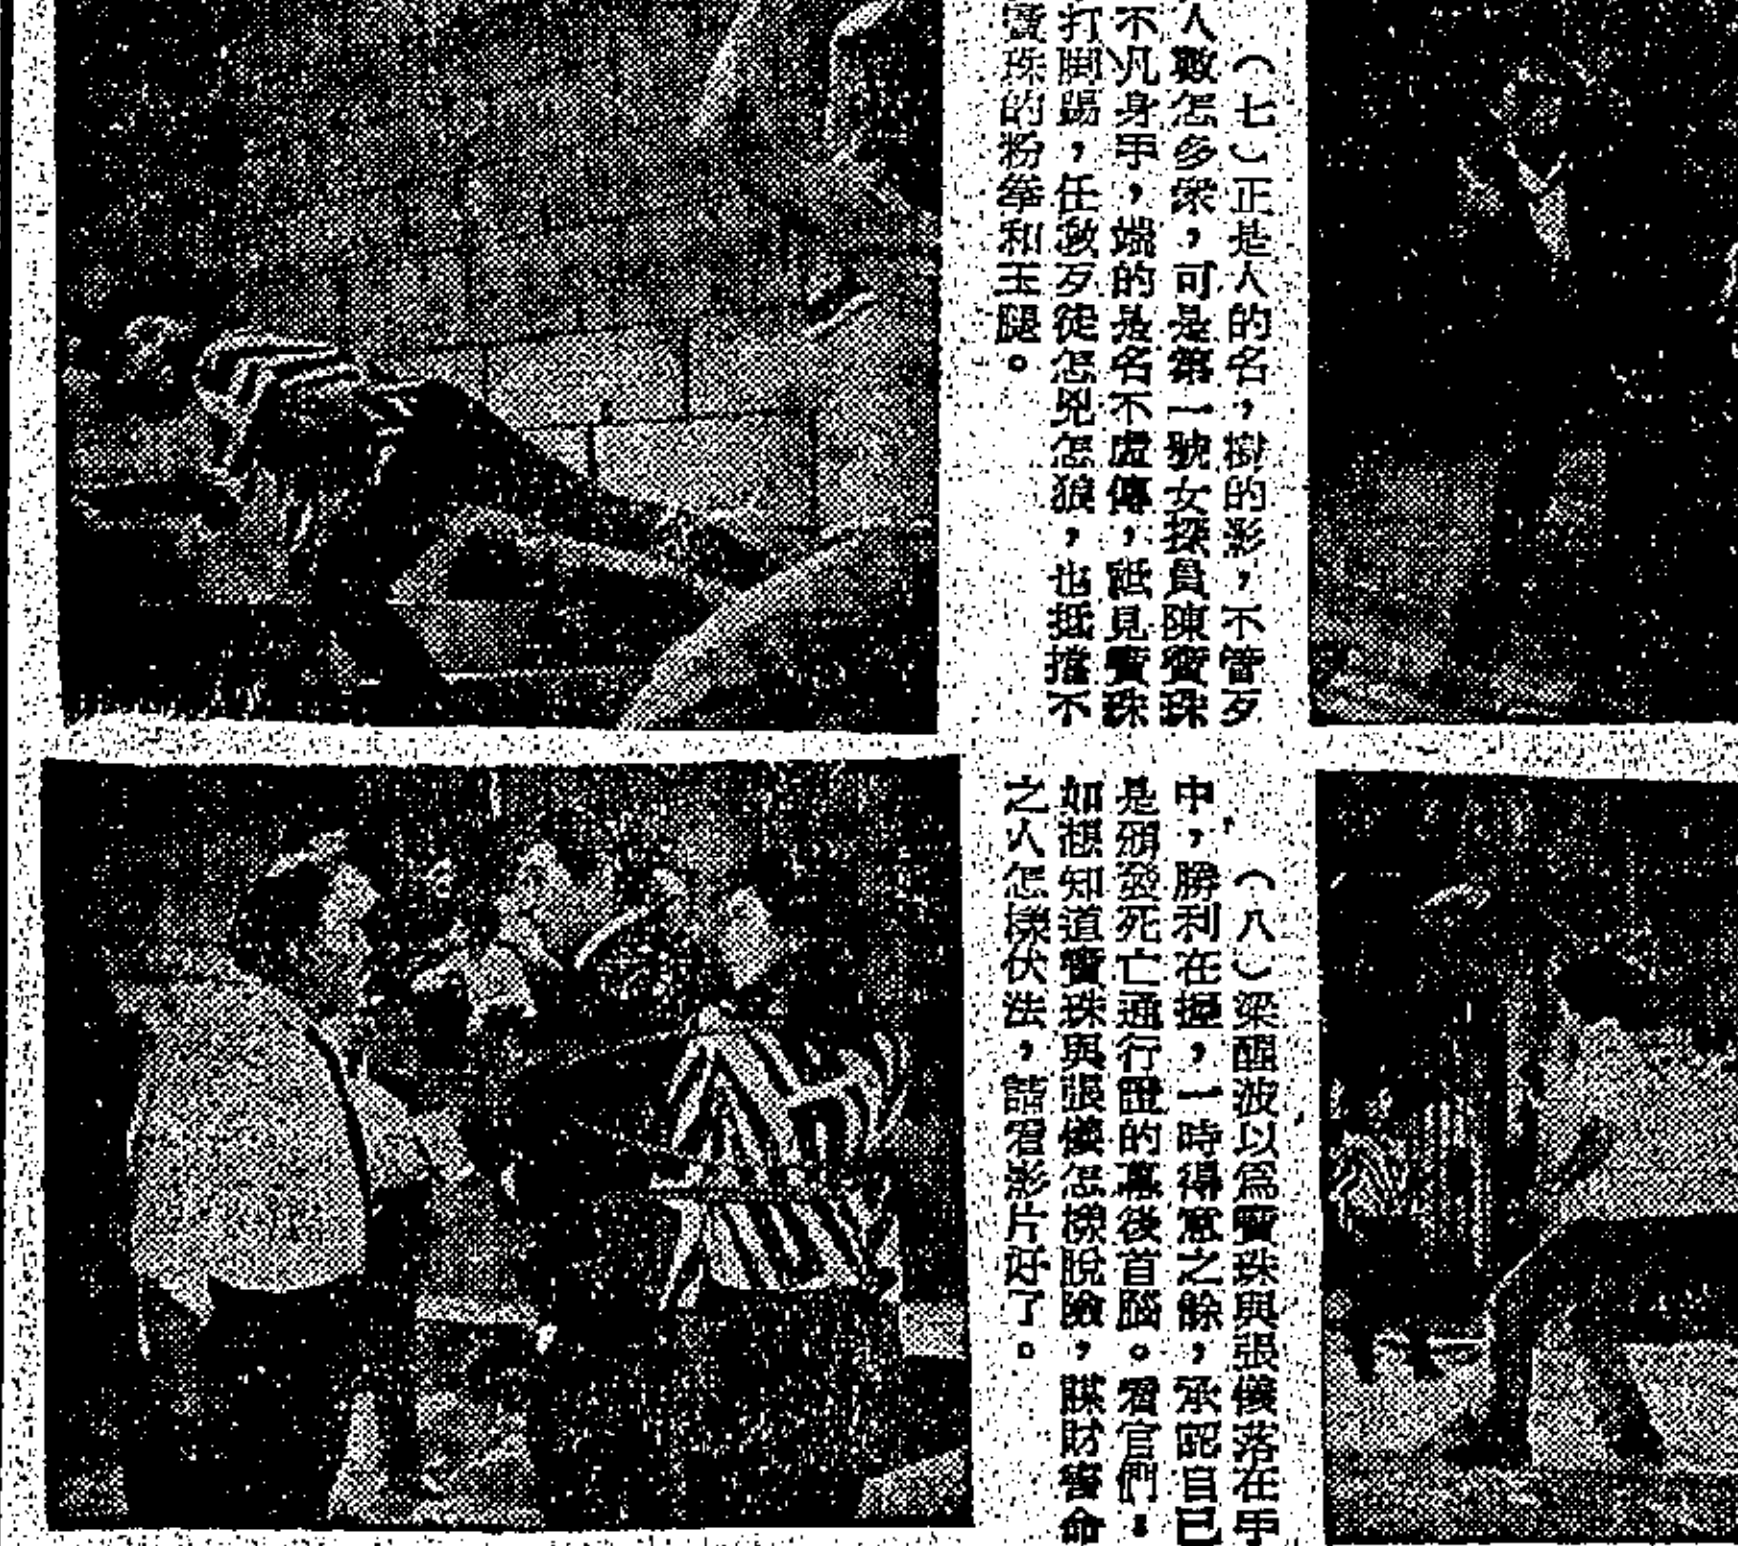 (七)正是人的名,樹的影,不管歹
人數怎多衆,可是第一號女探員陳寶珠
不凡身手,端的是名不虛傳,祗見寶珠
打脚踢,任敎歹徒怎兇怎狼,也抵擋不
寶珠的粉拳和玉腿。
(八)梁醒波以爲寶珠與張儀落在手
中,勝利在握,一時得意之餘,承認自已
是頒發死亡通行證的幕後首腦。看官們:
如想知道寶珠與張儀怎樣脫險,謀財害命
之人怎樣伏法,請看影片好了。